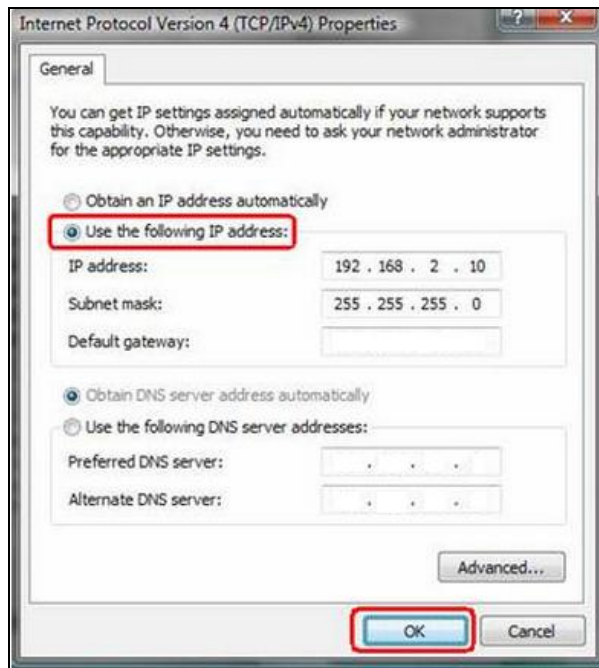 Internet Protocol Version 4 (TCP/IPv4) Properties
General
You can get IP settings assigned automatically if your network supports
this capability. Otherwise, you need to ask your network administrator
for the appropriate IP settings.
Obtain an IP address automatically
Use the following IP address:
IP address: 192 . 168 . 2 . 10
Subnet mask: 255 . 255 . 255 . 0
Default gateway:
Obtain DNS server address automatically
Use the following DNS server addresses:
Preferred DNS server: . . .
Alternate DNS server: . . .
Advanced...
OK Cancel